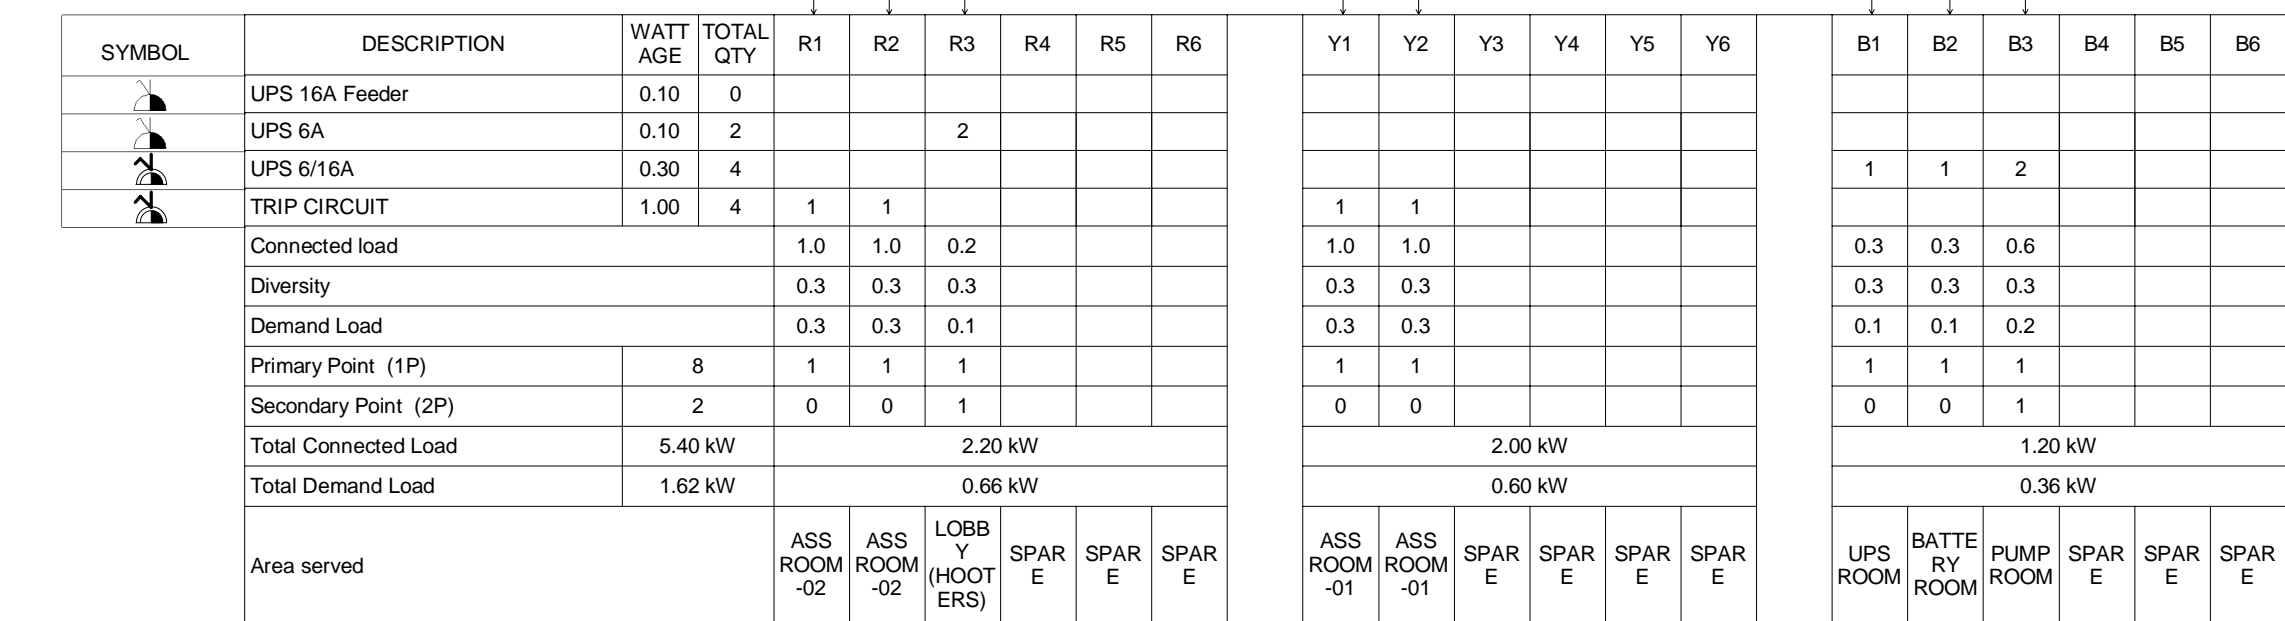 SYMBOL DESCRIPTION WATT AGE TOTAL QTY R1 R2 R3 R4 R5 R6 Y1 Y2 Y3 Y4 Y5 Y6 B1 B2 B3 B4 B5 B6
UPS 16A Feeder 0.10 0
UPS 6A 0.10 2 2
UPS 6/16A 0.30 4 1 1 2
TRIP CIRCUIT 1.00 4 1 1 1 1
Connected load 1.0 1.0 0.2 1.0 1.0 0.3 0.3 0.6
Diversity 0.3 0.3 0.3 0.3 0.3 0.3 0.3 0.3
Demand Load 0.3 0.3 0.1 0.3 0.3 0.1 0.1 0.2
Primary Point (1P) 8 1 1 1 1 1 1 1 1
Secondary Point (2P) 2 0 0 1 0 0 0 0 1
Total Connected Load 5.40 kW 2.20 kW 2.00 kW 1.20 kW
Total Demand Load 1.62 kW 0.66 kW 0.60 kW 0.36 kW
Area served
ASS
ROOM
-02
ASS
ROOM
-02
LOBB
Y
(HOOT
ERS)
SPAR
E
SPAR
E
SPAR
E
ASS
ROOM
-01
ASS
ROOM
-01
SPAR
E
SPAR
E
SPAR
E
SPAR
E
UPS
ROOM
BATTE
RY
ROOM
PUMP
ROOM
SPAR
E
SPAR
E
SPAR
E